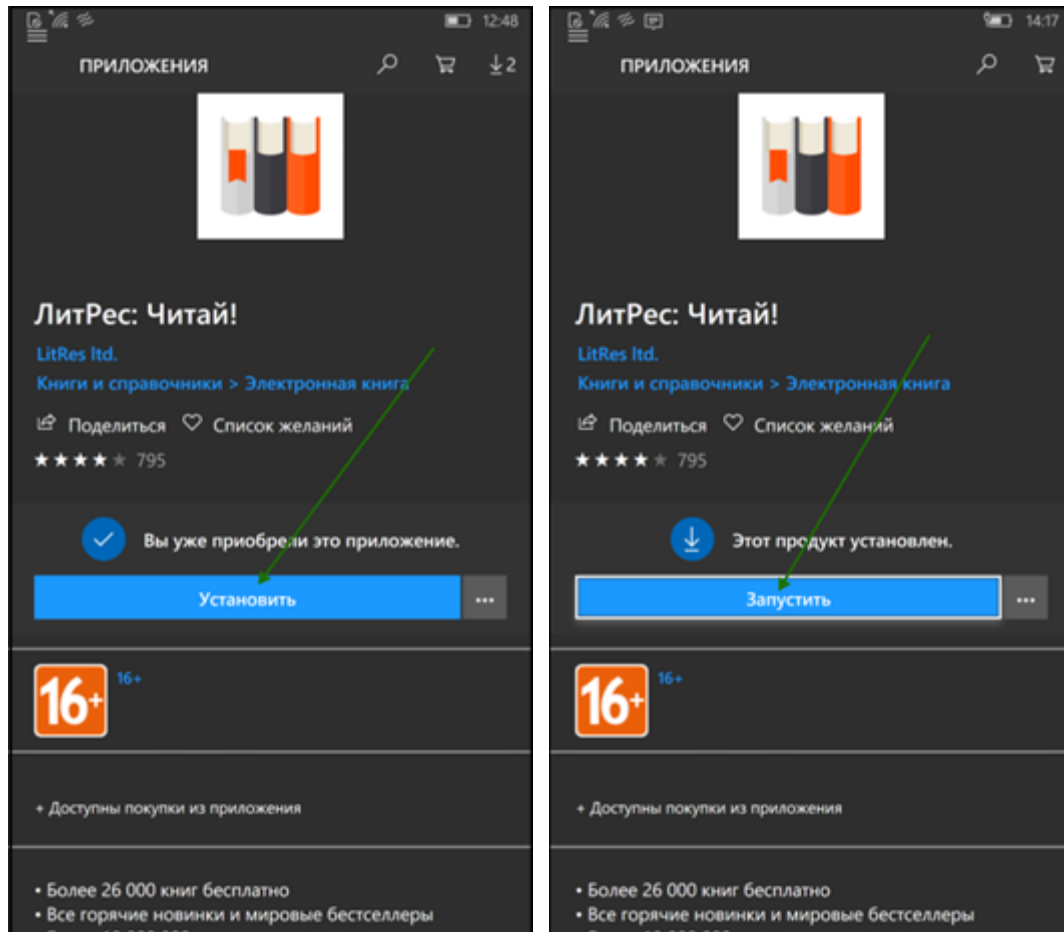 12:48
ПРИЛОЖЕНИЯ
2
ЛитРес: Читай!
LitRes ltd.
Книги и справочники > Электронная книга
Поделиться Список желаний
795
Вы уже приобрели это приложение.
Установить
16+
16+
+ Доступны покупки из приложения
• Более 26 000 книг бесплатно
• Все горячие новинки и мировые бестселлеры
14:17
ПРИЛОЖЕНИЯ
ЛитРес: Читай!
LitRes ltd.
Книги и справочники > Электронная книга
Поделиться Список желаний
795
Этот продукт установлен.
Запустить
16+
16+
+ Доступны покупки из приложения
• Более 26 000 книг бесплатно
• Все горячие новинки и мировые бестселлеры